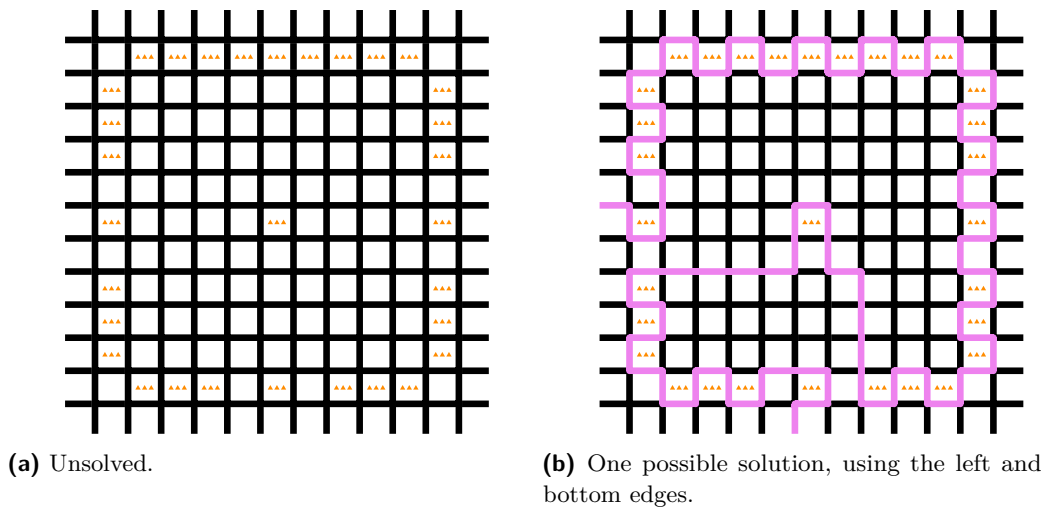 (a) Unsolved.
(b) One possible solution, using the left and
bottom edges.